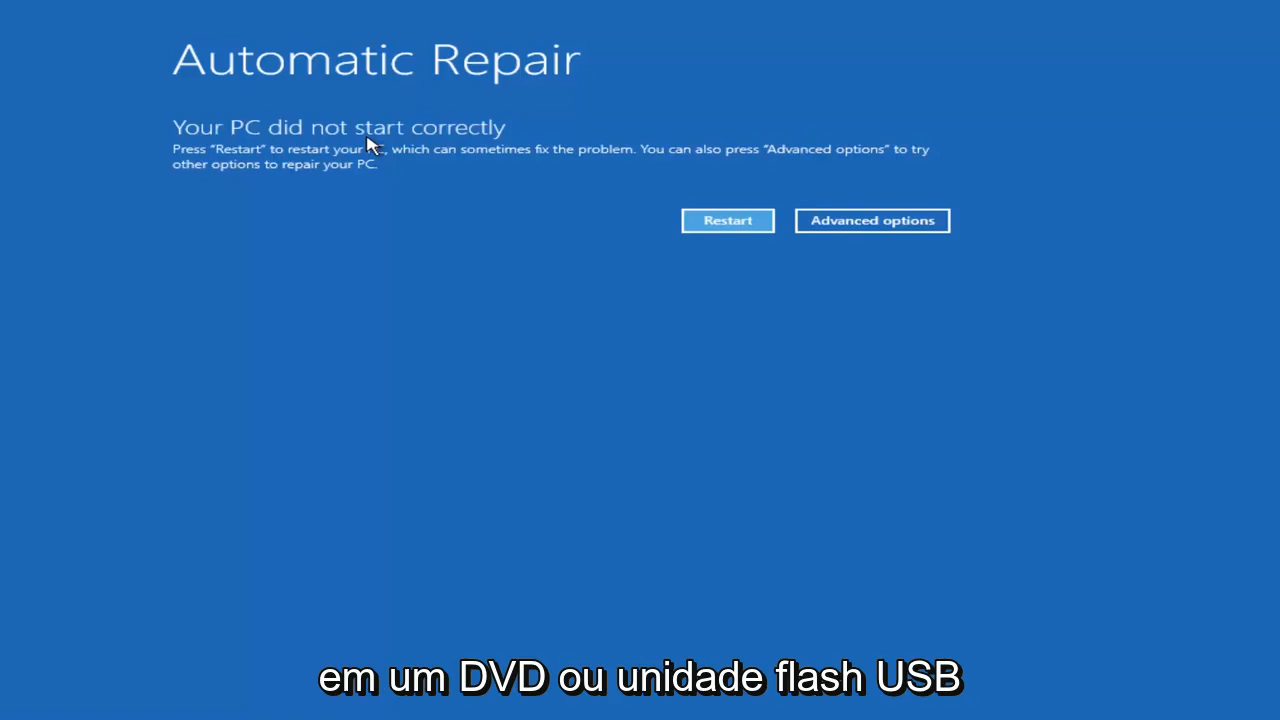 Automatic Repair
Your PC did not start correctly
Press “Restart” to restart your PC, which can sometimes fix the problem. You can also press “Advanced options” to try
other options to repair your PC.
Restart
Advanced options
em um DVD ou unidade flash USB